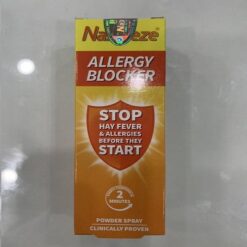 ALLERGY
BLOCKER
STOP
HAY FEVER
& ALLERGIES
BEFORE THEY
START
2
MINUTES
POWDER SPRAY
CLINICALLY PROVEN